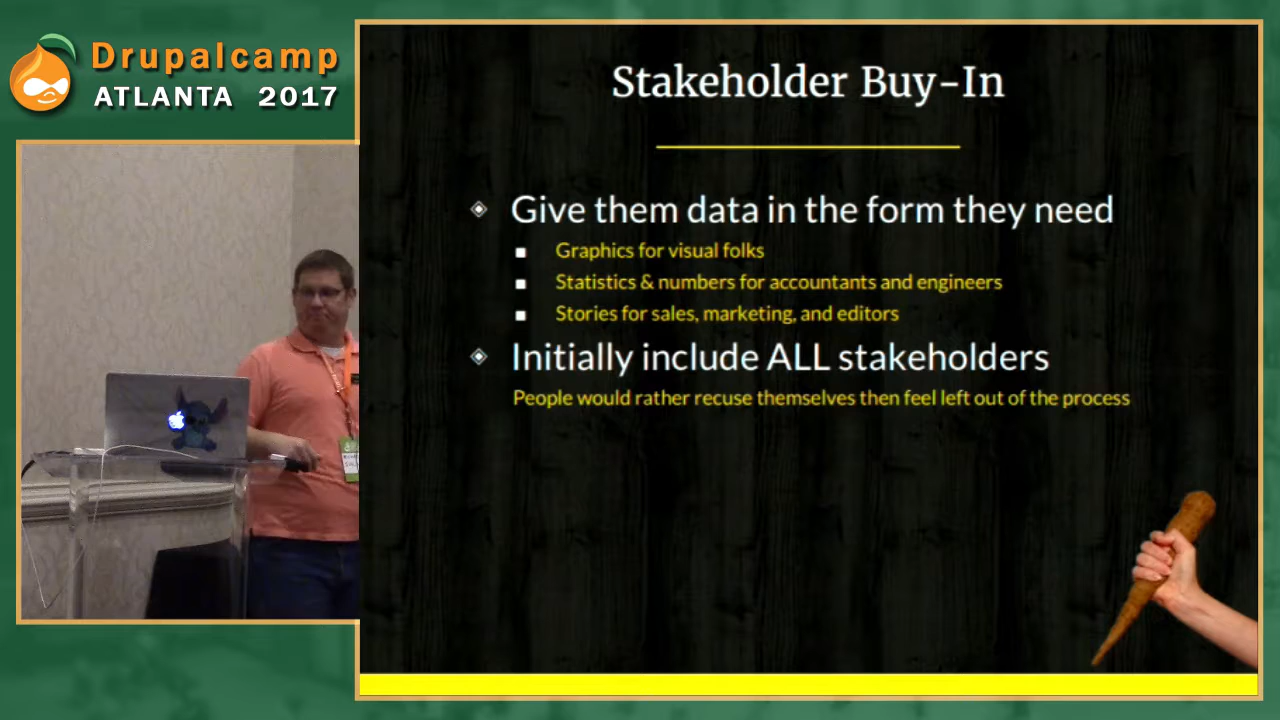 Drupalcamp
ATLANTA 2017
Stakeholder Buy-In
Give them data in the form they need
Graphics for visual folks
Statistics & numbers for accountants and engineers
Stories for sales, marketing, and editors
Initially include ALL stakeholders
People would rather recuse themselves then feel left out of the process